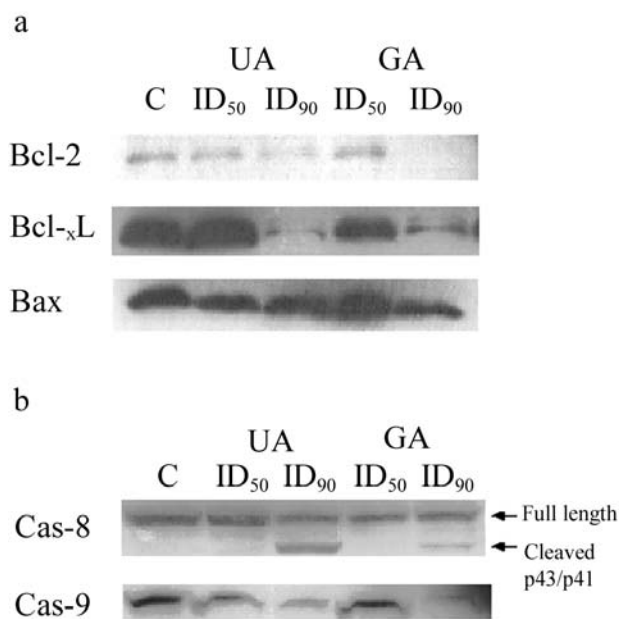 a
UA GA
C ID₅₀ ID₉₀ ID₅₀ ID₉₀
Bcl-2
Bcl-ₓL
Bax
b
UA GA
C ID₅₀ ID₉₀ ID₅₀ ID₉₀
Cas-8
Full length
Cleaved
p43/p41
Cas-9